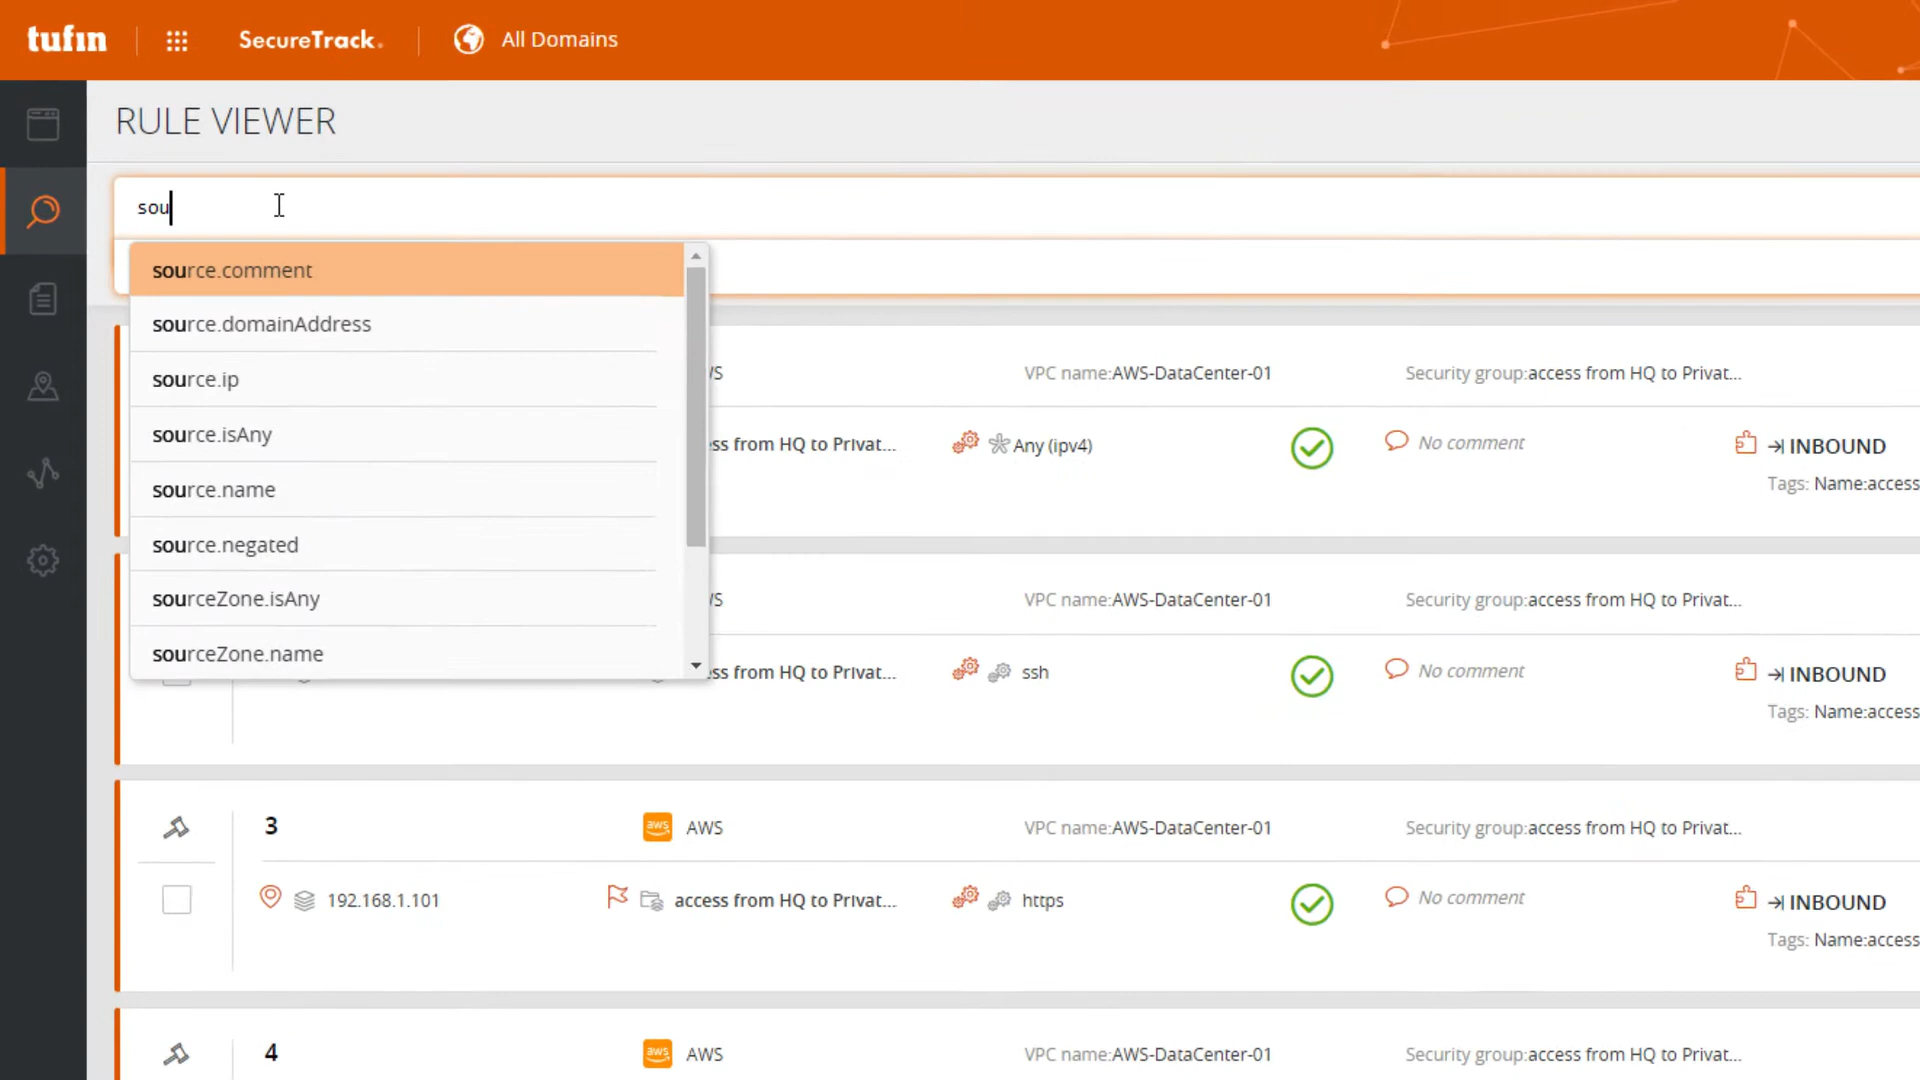 tufin
SecureTrack.
All Domains
RULE VIEWER
sou
source.comment
source.domainAddress
source.ip
source.isAny
source.name
source.negated
sourceZone.isAny
sourceZone.name
VPC name:AWS-DataCenter-01
Security group:access from HQ to Privat...
from HQ to Privat...
Any (ipv4)
No comment
INBOUND
Tags: Name:access
VPC name:AWS-DataCenter-01
Security group:access from HQ to Privat...
from HQ to Privat...
ssh
No comment
INBOUND
Tags: Name:access
3
aws
AWS
VPC name:AWS-DataCenter-01
Security group:access from HQ to Privat...
192.168.1.101
access from HQ to Privat...
https
No comment
INBOUND
Tags: Name:access
4
aws
AWS
VPC name:AWS-DataCenter-01
Security group:access from HQ to Privat...